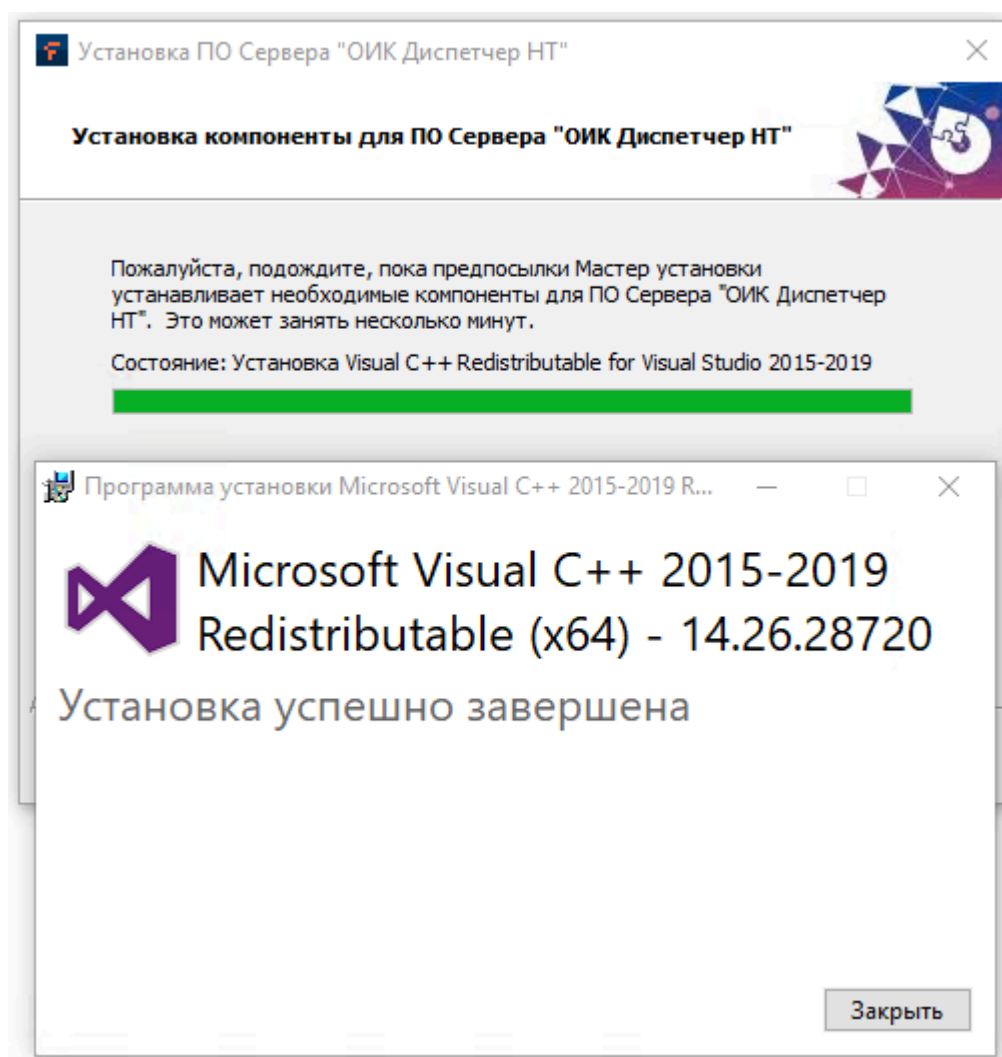 Установка ПО Сервера "ОИК Диспетчер НТ"
Установка компоненты для ПО Сервера "ОИК Диспетчер НТ"
Пожалуйста, подождите, пока предпосылки Мастер установки
устанавливает необходимые компоненты для ПО Сервера "ОИК Диспетчер
НТ". Это может занять несколько минут.
Состояние: Установка Visual C++ Redistributable for Visual Studio 2015-2019
Программа установки Microsoft Visual C++ 2015-2019 R...
Microsoft Visual C++ 2015-2019
Redistributable (x64) - 14.26.28720
Установка успешно завершена
Закрыть